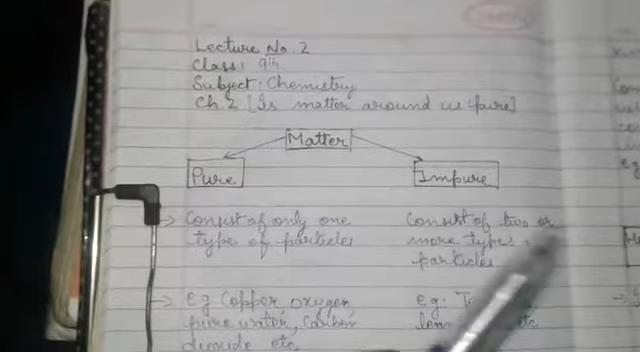 Lecture No. 2
Class: 9th
Subject: Chemistry
Ch 2 [Is matter around us pure]
Matter
Pure
Impure
→ Consist of only one
type of particles
Consist of two or
more types
particles
→ eg Copper, oxygen,
pure water, Carbon
dioxide etc
eg:
etc